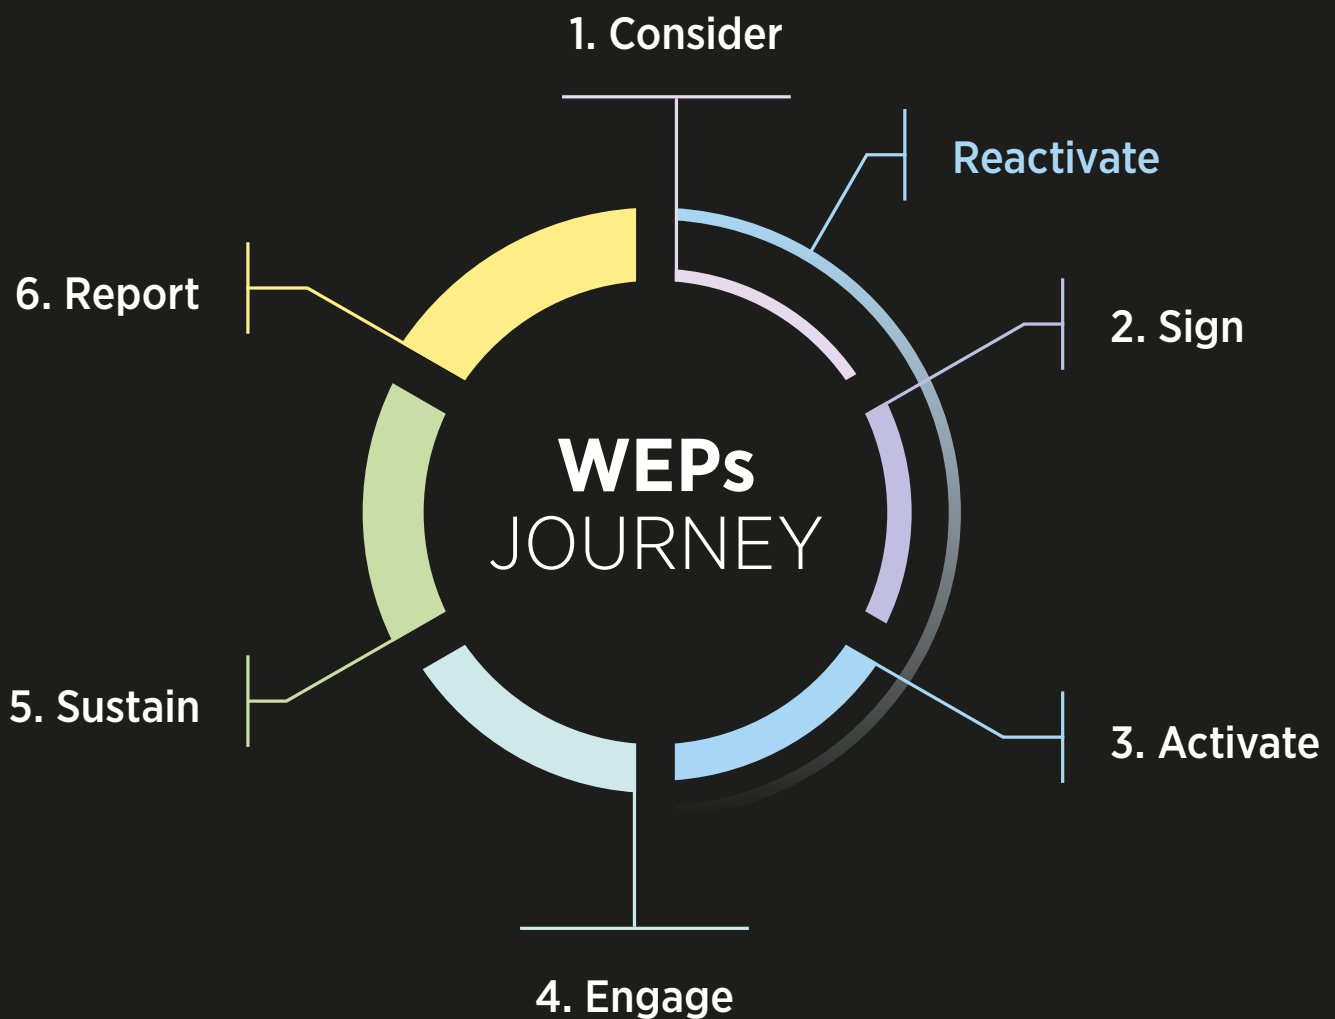 1. Consider
Reactivate
2. Sign
3. Activate
4. Engage
5. Sustain
6. Report
WEPs
JOURNEY